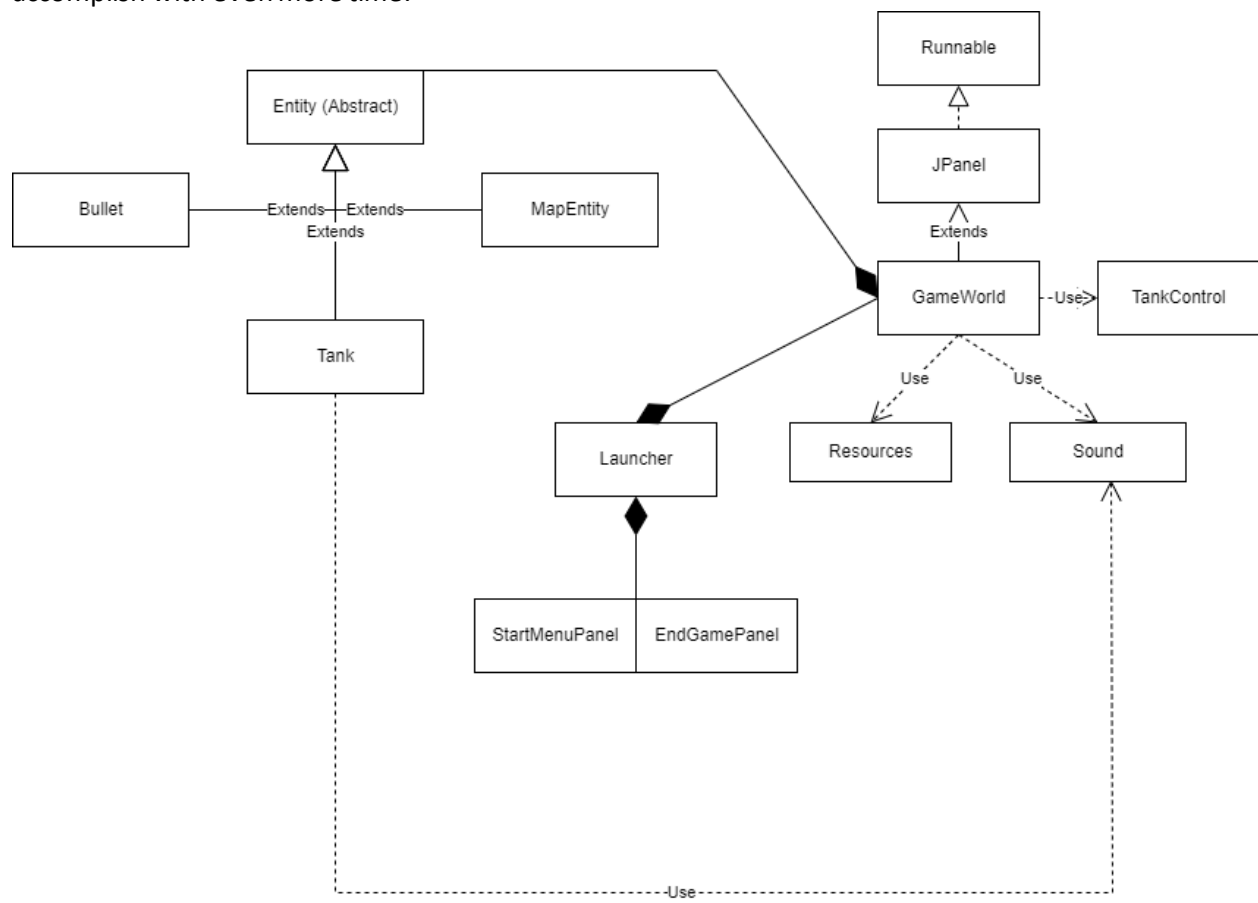 accomplish with even more time.
Runnable
Entity (Abstract)
JPanel
Bullet
Extends
Extends
MapEntity
Extends
Extends
GameWorld
Use
TankControl
Tank
Use
Use
Launcher
Resources
Sound
StartMenuPanel
EndGamePanel
Use